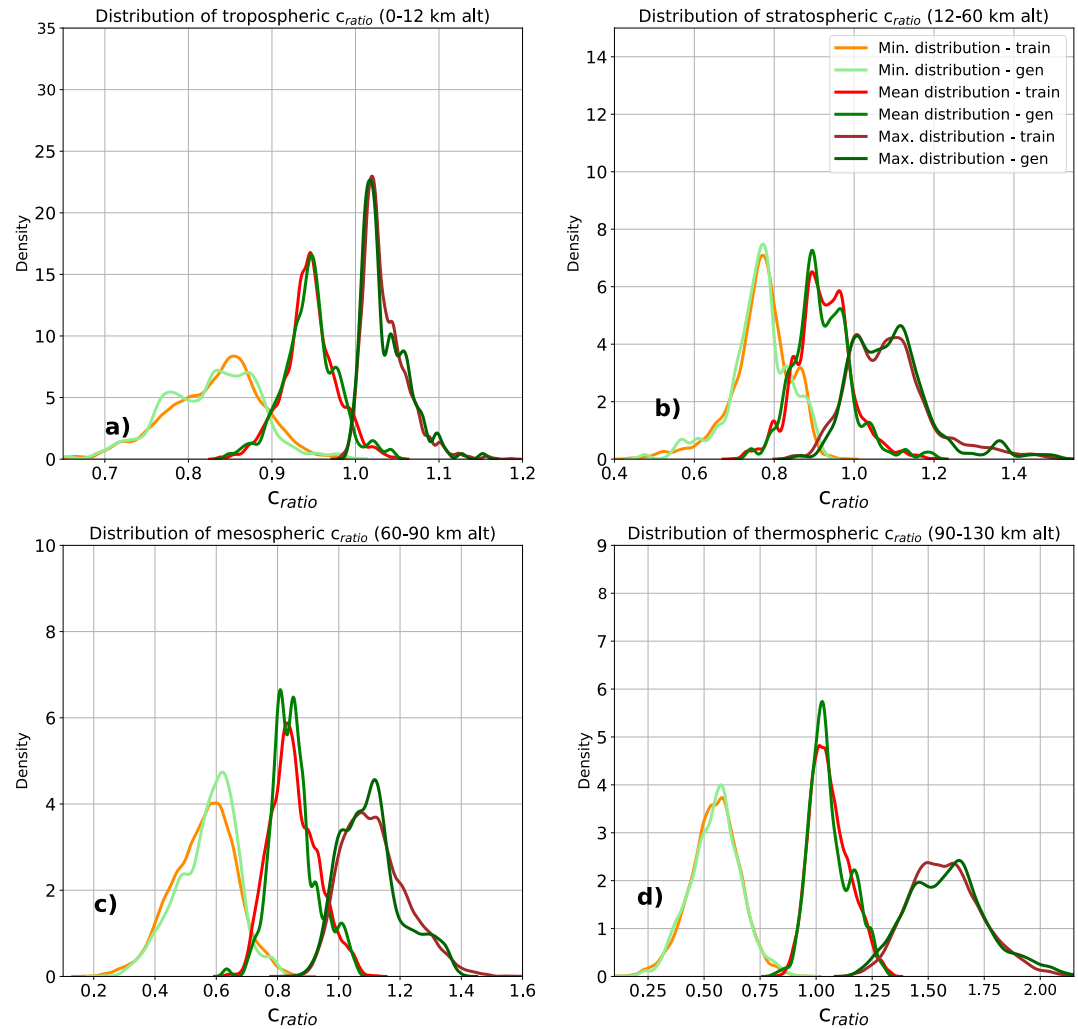 Distribution of tropospheric c_ratio (0-12 km alt)
35
30
25
20
15
10
5
0
Density
a)
0.7 0.8 0.9 1.0 1.1 1.2
c_ratio
Distribution of stratospheric c_ratio (12-60 km alt)
14
12
10
8
6
4
2
0
Density
Min. distribution - train
Min. distribution - gen
Mean distribution - train
Mean distribution - gen
Max. distribution - train
Max. distribution - gen
b)
0.4 0.6 0.8 1.0 1.2 1.4
c_ratio
Distribution of mesospheric c_ratio (60-90 km alt)
10
8
6
4
2
0
Density
c)
0.2 0.4 0.6 0.8 1.0 1.2 1.4 1.6
c_ratio
Distribution of thermospheric c_ratio (90-130 km alt)
9
8
7
6
5
4
3
2
1
0
Density
d)
0.25 0.50 0.75 1.00 1.25 1.50 1.75 2.00
c_ratio